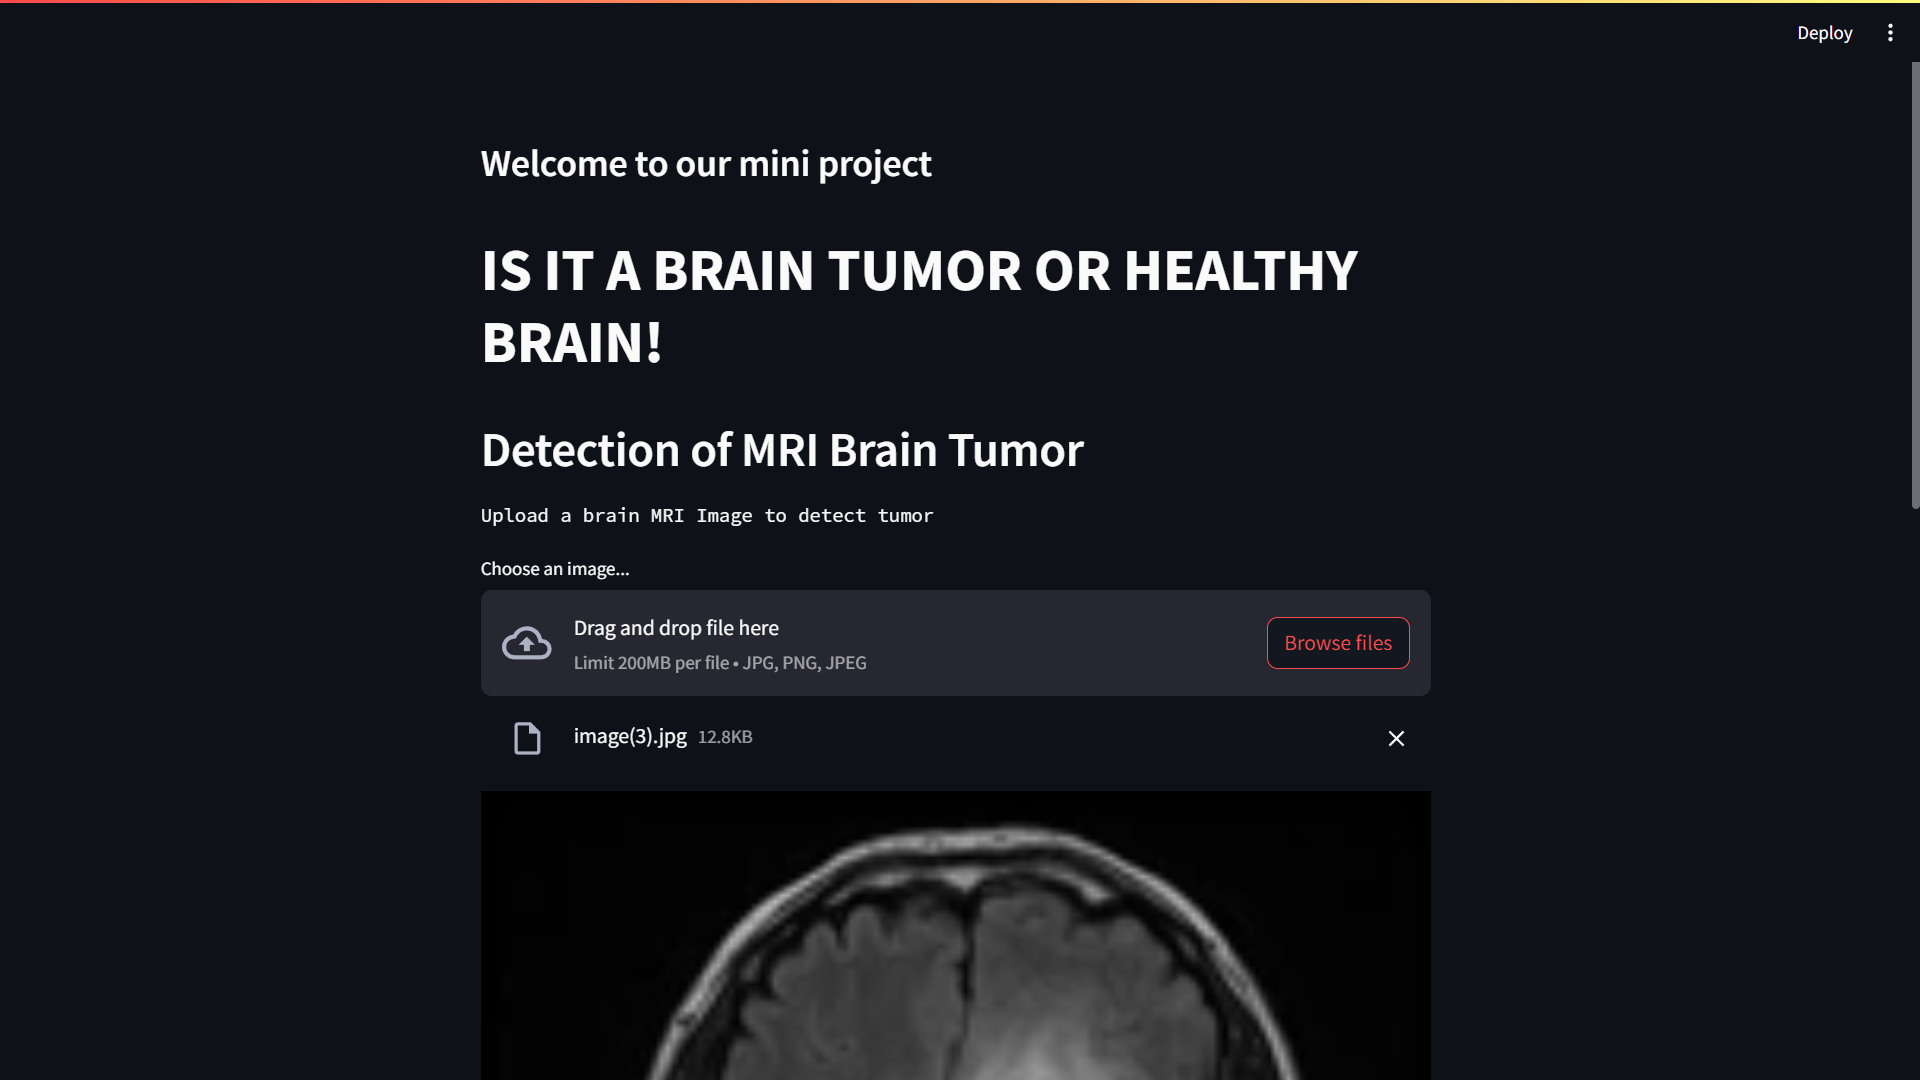 Deploy
Welcome to our mini project
IS IT A BRAIN TUMOR OR HEALTHY
BRAIN!
Detection of MRI Brain Tumor
Upload a brain MRI Image to detect tumor
Choose an image...
Drag and drop file here
Limit 200MB per file • JPG, PNG, JPEG
Browse files
image(3).jpg 12.8KB